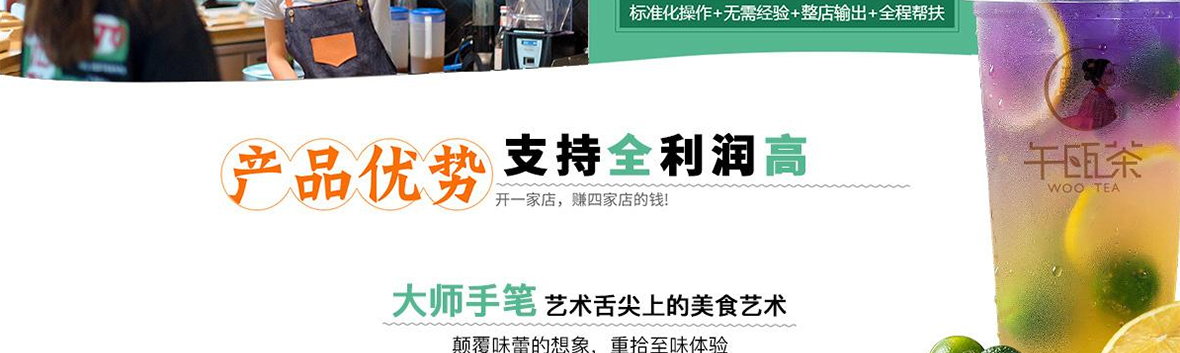 标准化操作+无需经验+整店输出+全程帮扶
产品优势 支持全利润高
开一家店，赚四家店的钱!
午瓯茶
WOO TEA
大师手笔 艺术舌尖上的美食艺术
颠覆味蕾的想象，重拾至味体验